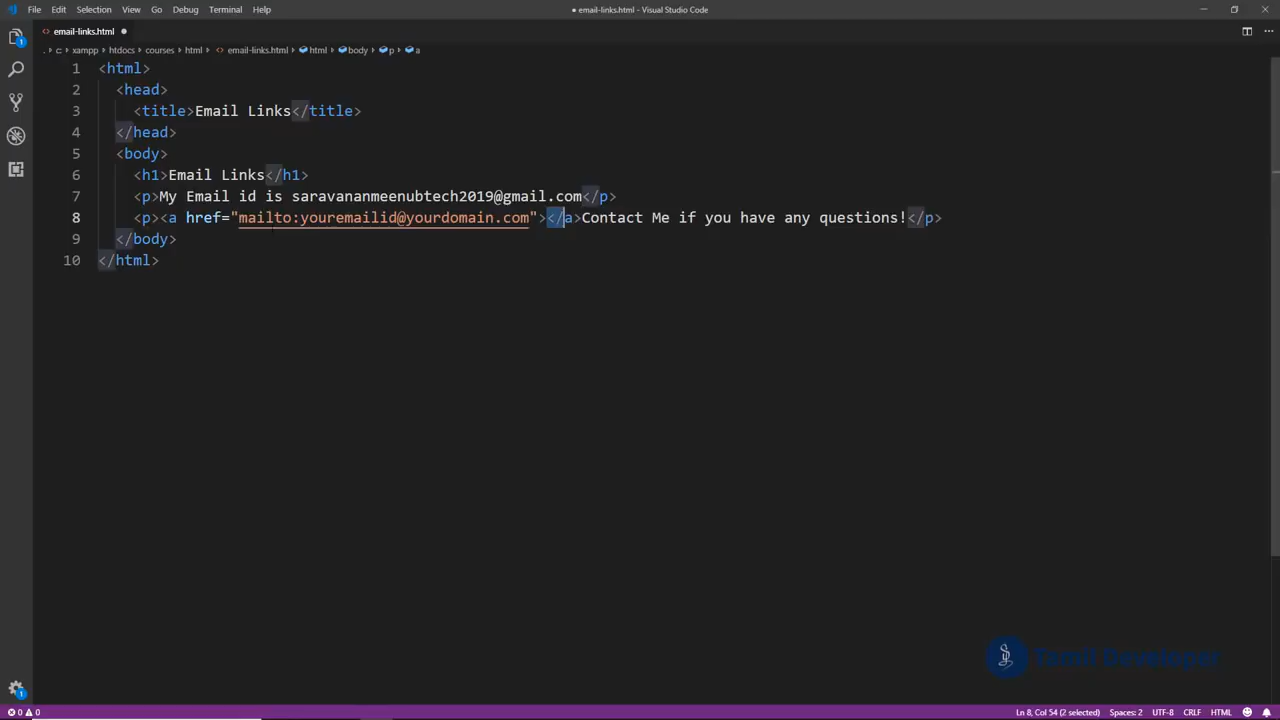 File Edit Selection View Go Debug Terminal Help
● email-links.html - Visual Studio Code
email-links.html ●
. c: xampp htdocs courses html email-links.html html body p a
1 <html>
2 <head>
3 <title>Email Links</title>
4 </head>
5 <body>
6 <h1>Email Links</h1>
7 <p>My Email id is saravananmeenubtech2019@gmail.com</p>
8 <p><a href="mailto:youremailid@yourdomain.com"></a>Contact Me if you have any questions!</p>
9 </body>
10 </html>
Tamil Developer
0 0 Ln 8, Col 54 (2 selected) Spaces: 2 UTF-8 CRLF HTML